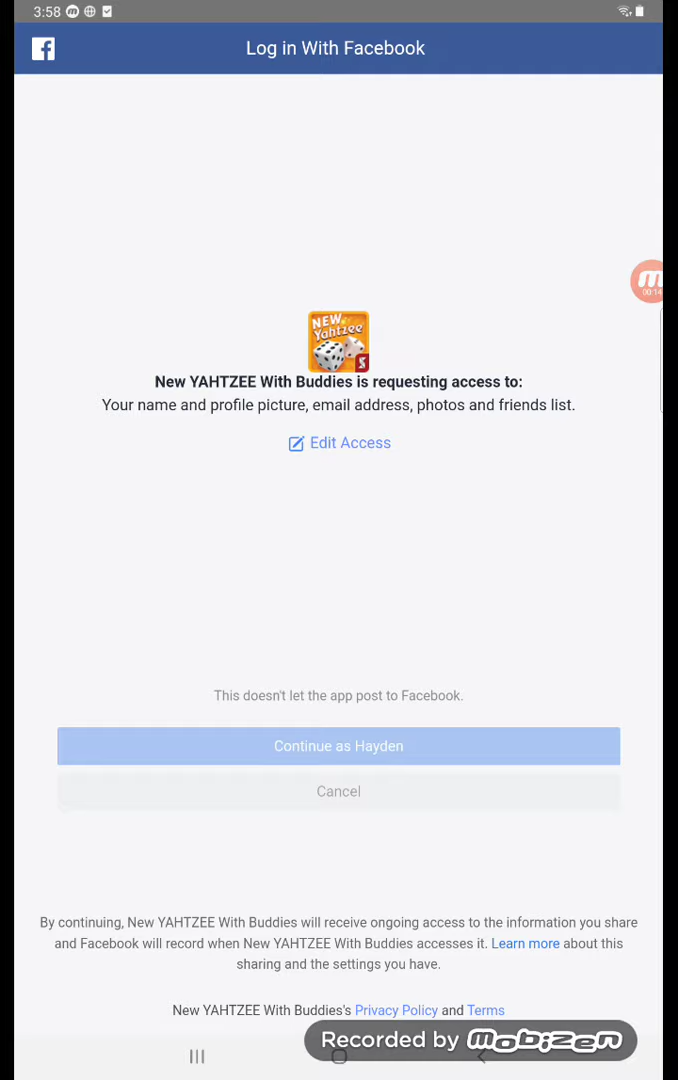 3:58
Log in With Facebook
00:14
NEW
Yahtzee
New YAHTZEE With Buddies is requesting access to:
Your name and profile picture, email address, photos and friends list.
Edit Access
This doesn't let the app post to Facebook.
Continue as Hayden
Cancel
By continuing, New YAHTZEE With Buddies will receive ongoing access to the information you share
and Facebook will record when New YAHTZEE With Buddies accesses it. Learn more about this
sharing and the settings you have.
New YAHTZEE With Buddies's Privacy Policy and Terms
Recorded by mobizen